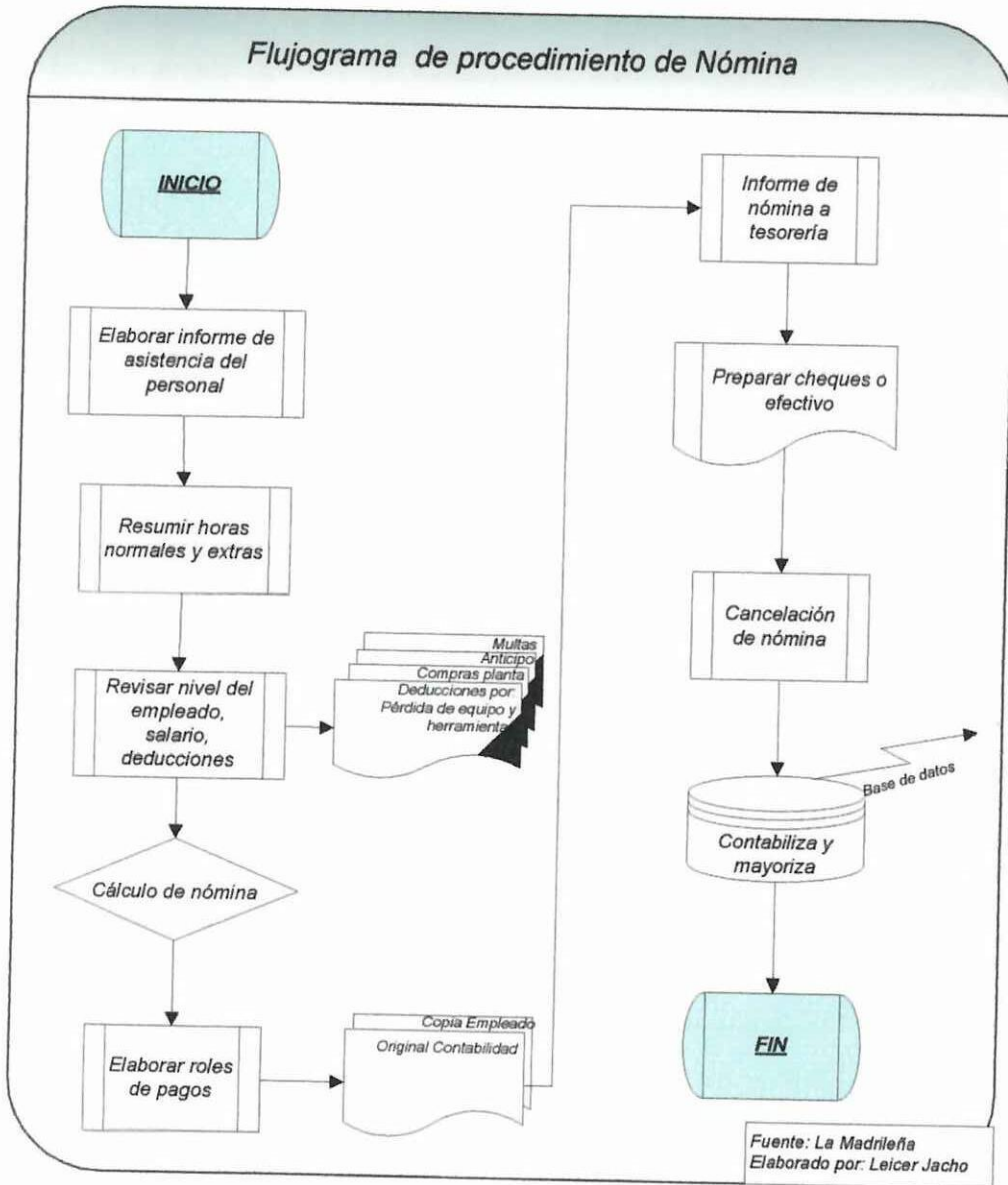 Flujograma de procedimiento de Nómina
INICIO
Elaborar informe de
asistencia del
personal
Resumir horas
normales y extras
Revisar nivel del
empleado,
salario,
deducciones
Multas
Anticipo
Compras planta
Deducciones por:
Pérdida de equipo y
herramienta
Cálculo de nómina
Elaborar roles
de pagos
Copia Empleado
Original Contabilidad
Informe de
nómina a
tesorería
Preparar cheques o
efectivo
Cancelación
de nómina
Base de datos
Contabiliza y
mayoriza
FIN
Fuente: La Madrileña
Elaborado por: Leicer Jacho